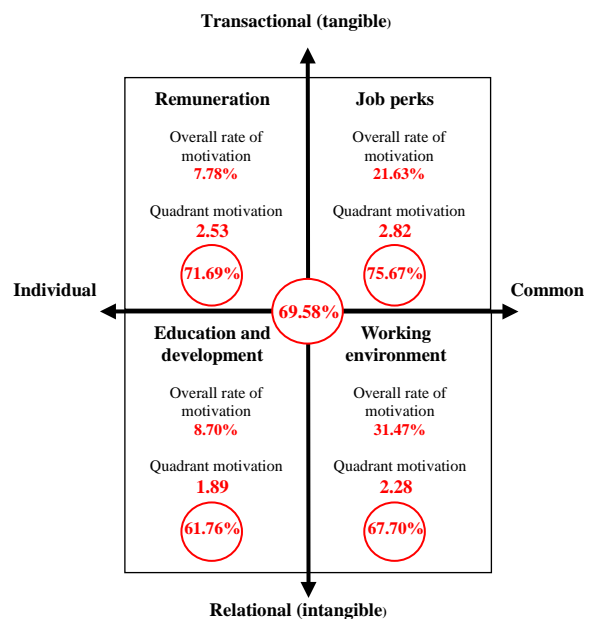 Transactional (tangible)
Remuneration
Overall rate of
motivation
7.78%
Quadrant motivation
2.53
71.69%
Job perks
Overall rate of
motivation
21.63%
Quadrant motivation
2.82
75.67%
Individual
69.58%
Common
Education and
development
Overall rate of
motivation
8.70%
Quadrant motivation
1.89
61.76%
Working
environment
Overall rate of
motivation
31.47%
Quadrant motivation
2.28
67.70%
Relational (intangible)